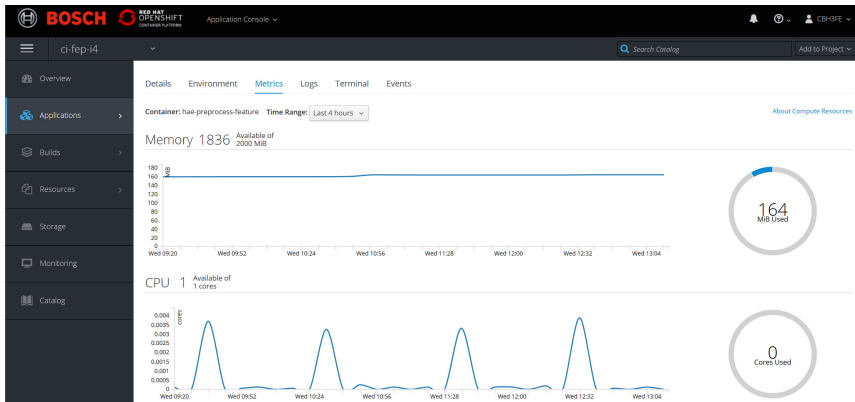 BOSCH
RED HAT
OPENSHIFT
CONTAINER PLATFORM
Application Console
CBH3FE
ci-fep-i4
Search Catalog
Add to Project
Overview
Applications
Builds
Resources
Storage
Monitoring
Catalog
Details Environment Metrics Logs Terminal Events
Container: hae-preprocess-feature Time Range: Last 4 hours
About Compute Resources
Memory 1836 Available of
2000 MiB
MiB
180
160
140
120
100
80
60
40
20
0
Wed 09:20 Wed 09:52 Wed 10:24 Wed 10:56 Wed 11:28 Wed 12:00 Wed 12:32 Wed 13:04
164
MiB Used
CPU 1 Available of
1 cores
cores
0.004
0.0035
0.003
0.0025
0.002
0.0015
0.001
0.0005
0
Wed 09:20 Wed 09:52 Wed 10:24 Wed 10:56 Wed 11:28 Wed 12:00 Wed 12:32 Wed 13:04
0
Cores Used